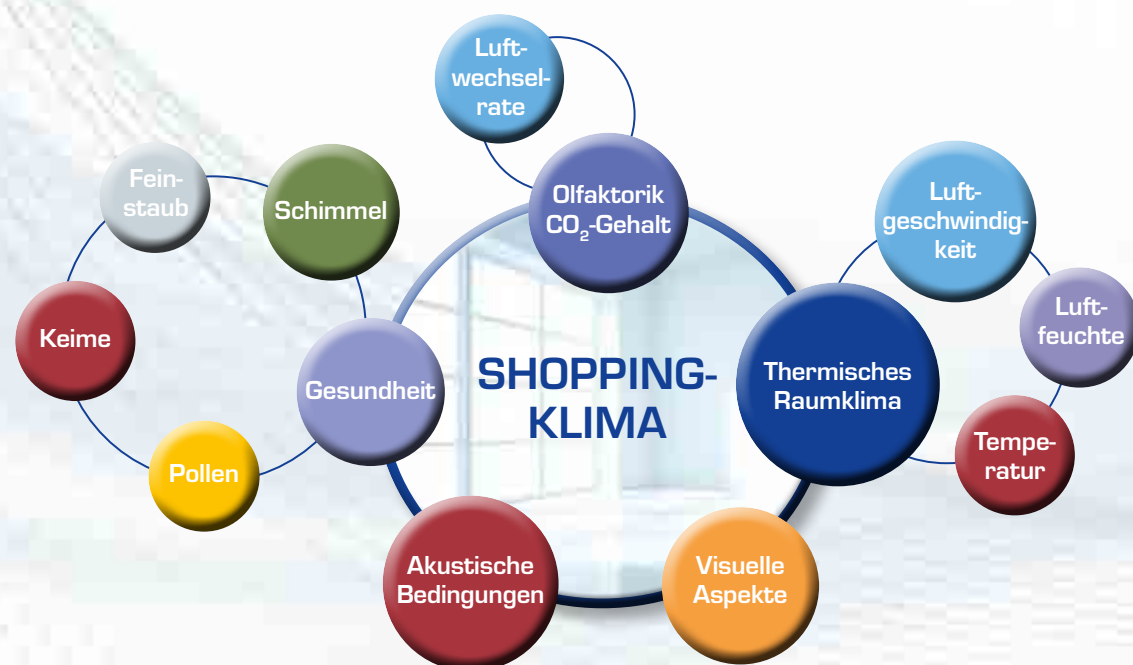 Luft-
wechsel-
rate
Olfaktorik
CO₂-Gehalt
Fein-
staub
Schimmel
Keime
Gesundheit
Pollen
SHOPPING-
KLIMA
Luft-
geschwindig-
keit
Luft-
feuchte
Thermisches
Raumklima
Tempe-
ratur
Akustische
Bedingungen
Visuelle
Aspekte